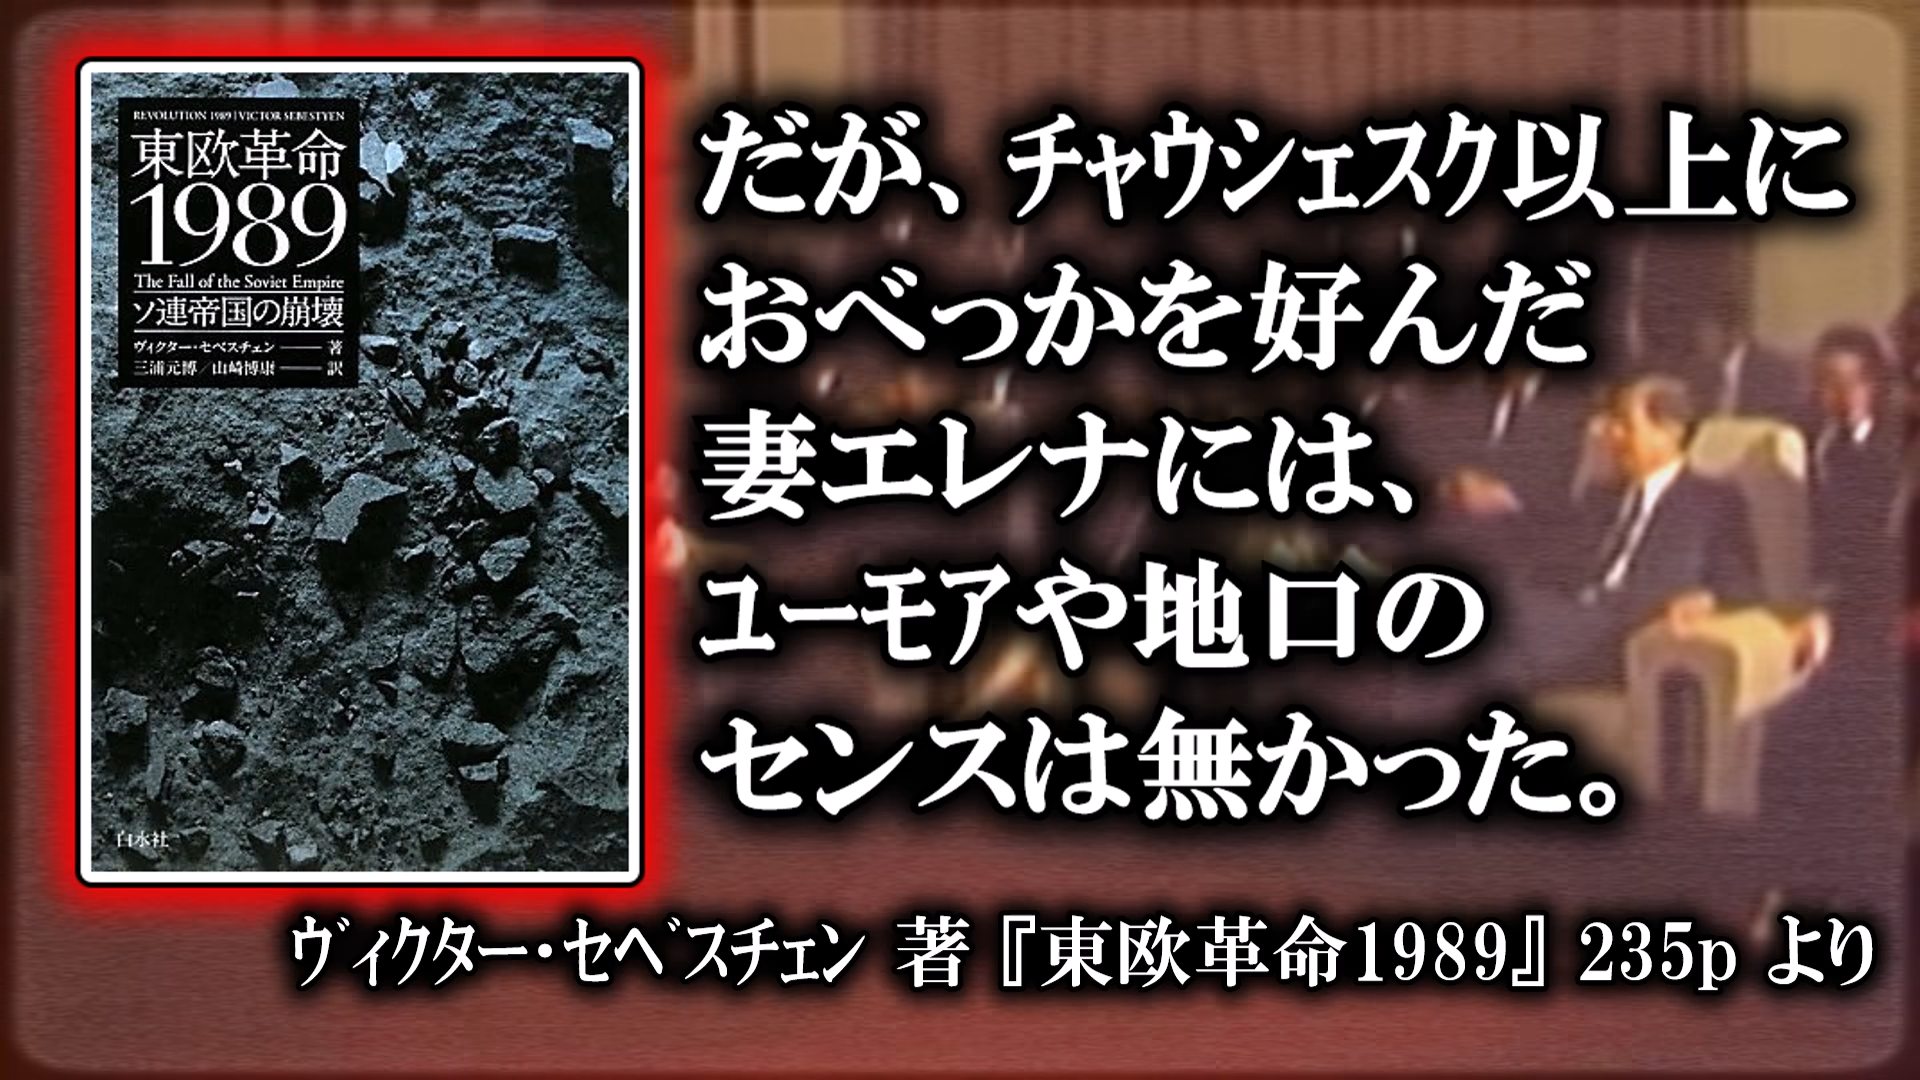 REVOLUTION 1989 | VICTOR SEBESTYEN
東欧革命
1989
The Fall of the Soviet Empire
ソ連帝国の崩壊
ヴィクター・セベスチェン――著
三浦元博／山崎博康――訳
白水社
だが、チャウシェスク以上に
おべっかを好んだ
妻エレナには、
ユーモアや地口の
センスは無かった。
ヴィクター・セベスチェン 著『東欧革命1989』 235p より